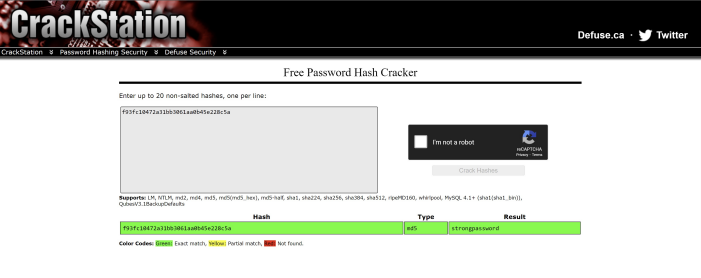 CrackStation
Defuse.ca · Twitter
CrackStation Password Hashing Security Defuse Security
Free Password Hash Cracker
Enter up to 20 non-salted hashes, one per line:
f93fc10472a31bb3061aa0b45e228c5a
I'm not a robot
reCAPTCHA
Privacy - Terms
Crack Hashes
Supports: LM, NTLM, md2, md4, md5, md5(md5_hex), md5-half, sha1, sha224, sha256, sha384, sha512, ripeMD160, whirlpool, MySQL 4.1+ (sha1(sha1_bin)),
QubesV3.1BackupDefaults
Hash Type Result
f93fc10472a31bb3061aa0b45e228c5a md5 strongpassword
Color Codes: Green: Exact match, Yellow: Partial match, Red: Not found.